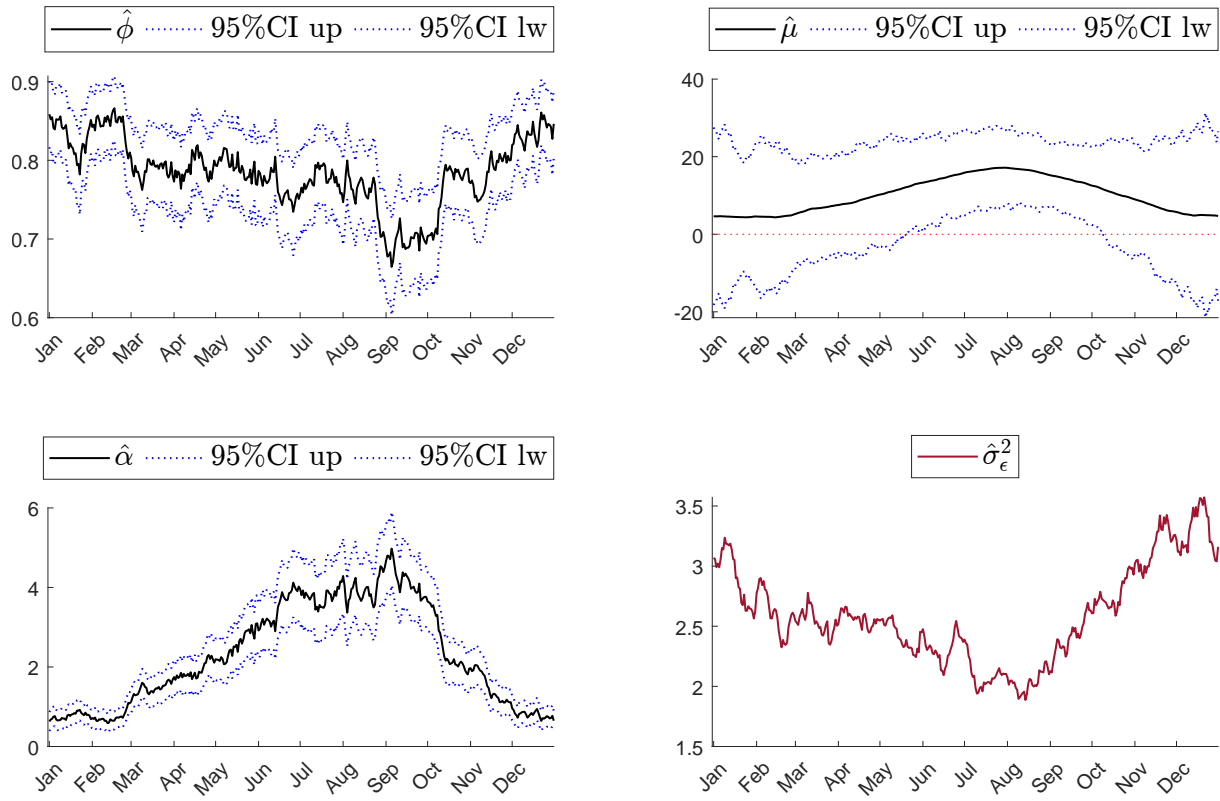 ϕ̂ 95%CI up 95%CI lw
0.9
0.8
0.7
0.6
Jan Feb Mar Apr May Jun Jul Aug Sep Oct Nov Dec
μ̂ 95%CI up 95%CI lw
40
20
0
-20
Jan Feb Mar Apr May Jun Jul Aug Sep Oct Nov Dec
α̂ 95%CI up 95%CI lw
6
4
2
0
Jan Feb Mar Apr May Jun Jul Aug Sep Oct Nov Dec
σ̂²_ϵ
3.5
3
2.5
2
1.5
Jan Feb Mar Apr May Jun Jul Aug Sep Oct Nov Dec